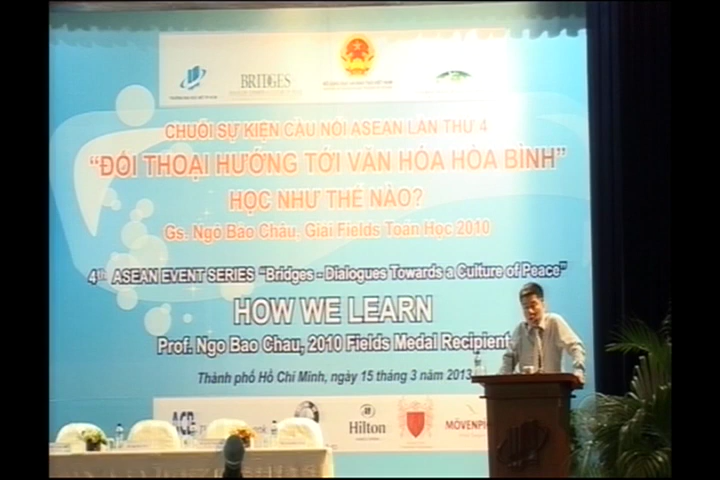 BRIDGES
CHUỖI SỰ KIỆN CẦU NỐI ASEAN LẦN THỨ 4
“ĐỐI THOẠI HƯỚNG TỚI VĂN HÓA HÒA BÌNH”
HỌC NHƯ THẾ NÀO?
Gs. Ngô Bảo Châu, Giải Fields Toán Học 2010
4th ASEAN EVENT SERIES “Bridges - Dialogues Towards a Culture of Peace”
HOW WE LEARN
Prof. Ngo Bao Chau, 2010 Fields Medal Recipient
Thành phố Hồ Chí Minh, ngày 15 tháng 3 năm 2013
ACB Hilton MÖVENPI